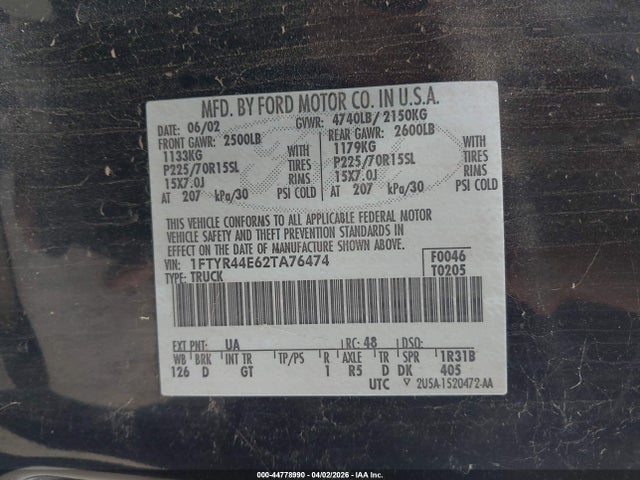 MFD. BY FORD MOTOR CO. IN U.S.A.
DATE: 06/02 GVWR: 4740LB/ 2150KG
FRONT GAWR: 2500LB REAR GAWR: 2600LB
1133KG WITH 1179KG WITH
P225/70R15SL TIRES P225/70R15SL TIRES
15X7.0J RIMS 15X7.0J RIMS
AT 207 kPa/30 PSI COLD AT 207 kPa/30 PSI COLD
THIS VEHICLE CONFORMS TO ALL APPLICABLE FEDERAL MOTOR
VEHICLE SAFETY AND THEFT PREVENTION STANDARDS IN
EFFECT ON THE DATE OF MANUFACTURE SHOWN ABOVE.
VIN: 1FTYR44E62TA76474 F0046
TYPE: TRUCK T0205
EXT PNT: UA RC: 48 DSO:
WB BRK INT TR TP/PS R AXLE TR SPR 1R31B
126 D GT 1 R5 D DK 405
UTC ▽ 2USA-1520472-AA
000-44778990 - 04/02/2026 - IAA Inc.